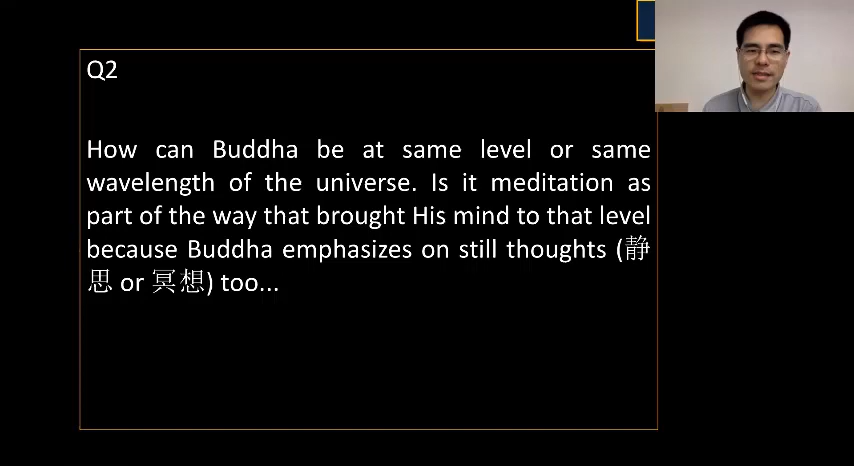 Q2
How can Buddha be at same level or same
wavelength of the universe. Is it meditation as
part of the way that brought His mind to that level
because Buddha emphasizes on still thoughts (静
思 or 冥想) too...